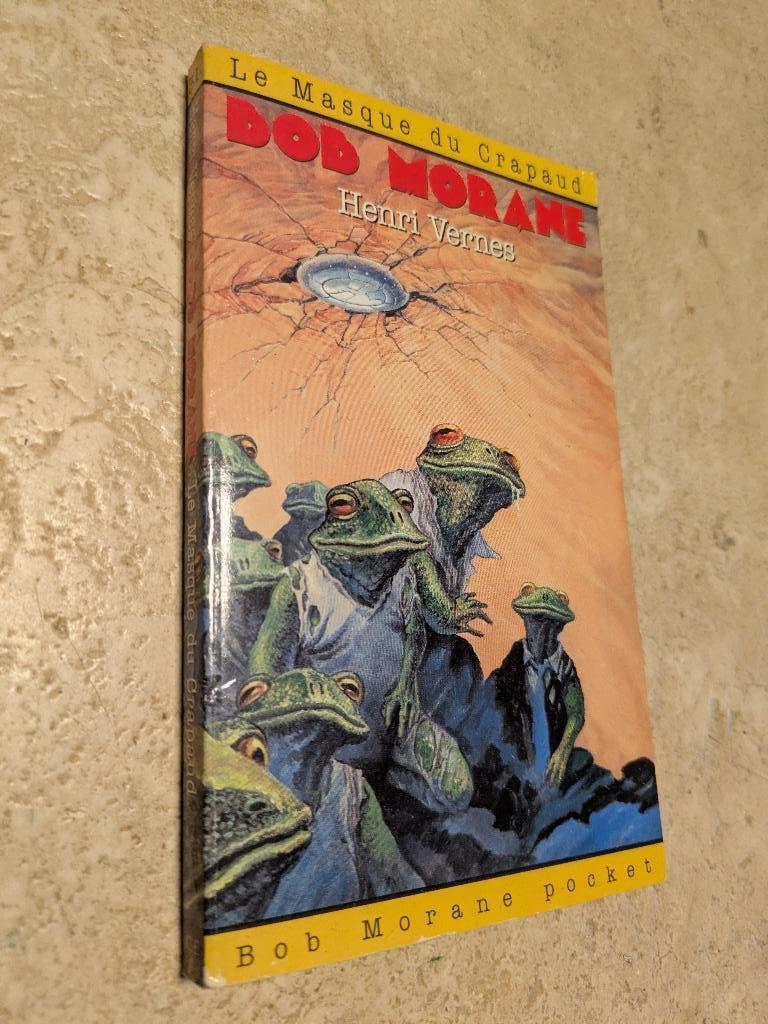 Le Masque du Crapaud
BOB MORANE
Henri Vernes
Bob Morane pocket
Le Masque du Crapaud